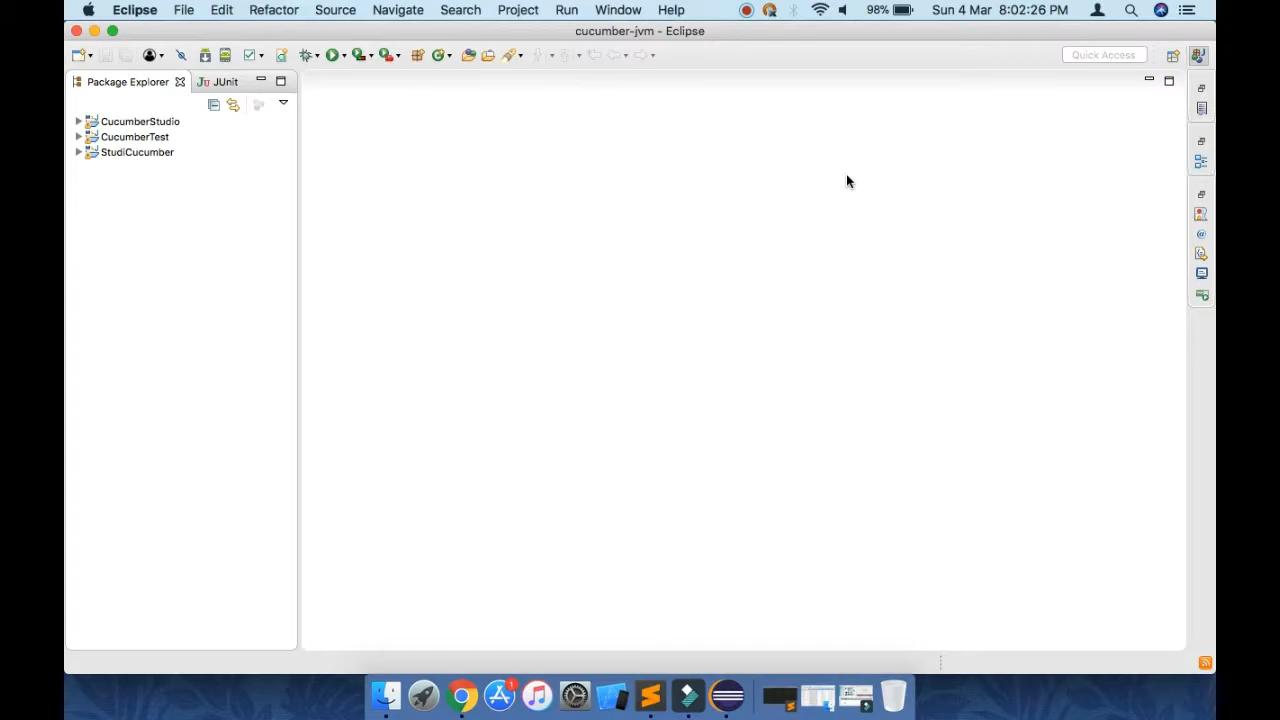 Eclipse File Edit Refactor Source Navigate Search Project Run Window Help 98% Sun 4 Mar 8:02:26 PM
cucumber-jvm - Eclipse
Quick Access
Package Explorer JUnit
CucumberStudio
CucumberTest
StudiCucumber
1